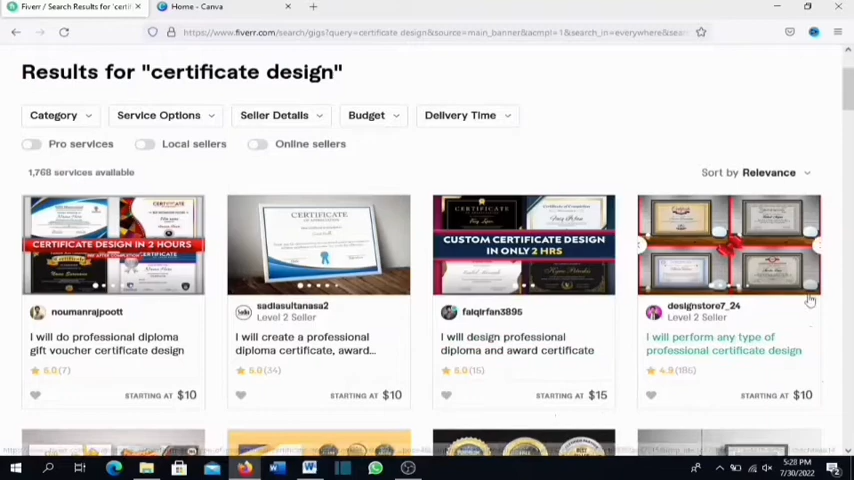 Fiverr / Search Results for "certif
Home - Canva
https://www.fiverr.com/search/gigs?query=certificate design&source=main_banner&acmpl=1&search_in=everywhere&sea
Results for "certificate design"
Category
Service Options
Seller Details
Budget
Delivery Time
Pro services
Local sellers
Online sellers
1,768 services available
Sort by Relevance
CERTIFICATE DESIGN IN 2 HOURS
CERTIFICATE
CUSTOM CERTIFICATE DESIGN
IN ONLY 2 HRS
noumanrajpoott
I will do professional diploma
gift voucher certificate design
5.0 (7)
STARTING AT $10
sadiasultanasa2
Level 2 Seller
I will create a professional
diploma certificate, award...
5.0 (34)
STARTING AT $10
faiqirfan3895
I will design professional
diploma and award certificate
5.0 (15)
STARTING AT $15
designstore7_24
Level 2 Seller
I will perform any type of
professional certificate design
4.9 (186)
STARTING AT $10
5:28 PM
7/30/2022